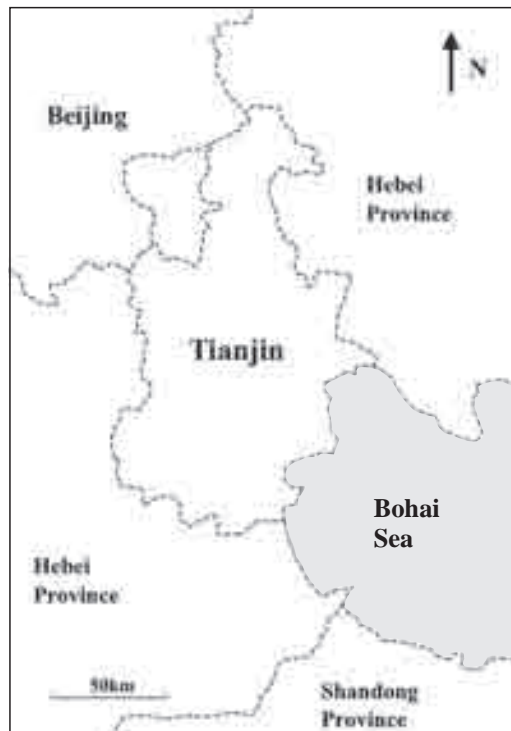 N
Beijing
Hebei
Province
Tianjin
Bohai
Sea
Hebei
Province
50km
Shandong
Province